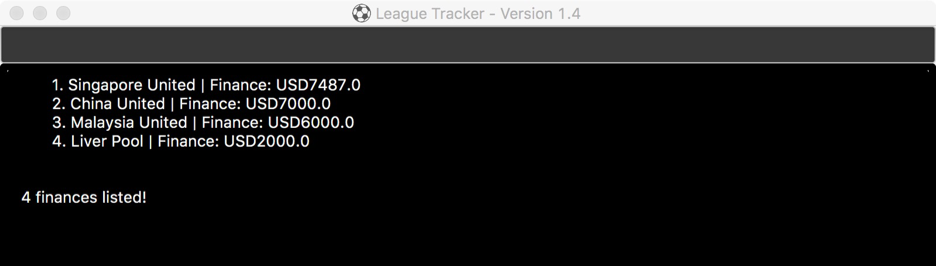 League Tracker - Version 1.4
1. Singapore United | Finance: USD7487.0
2. China United | Finance: USD7000.0
3. Malaysia United | Finance: USD6000.0
4. Liver Pool | Finance: USD2000.0
4 finances listed!